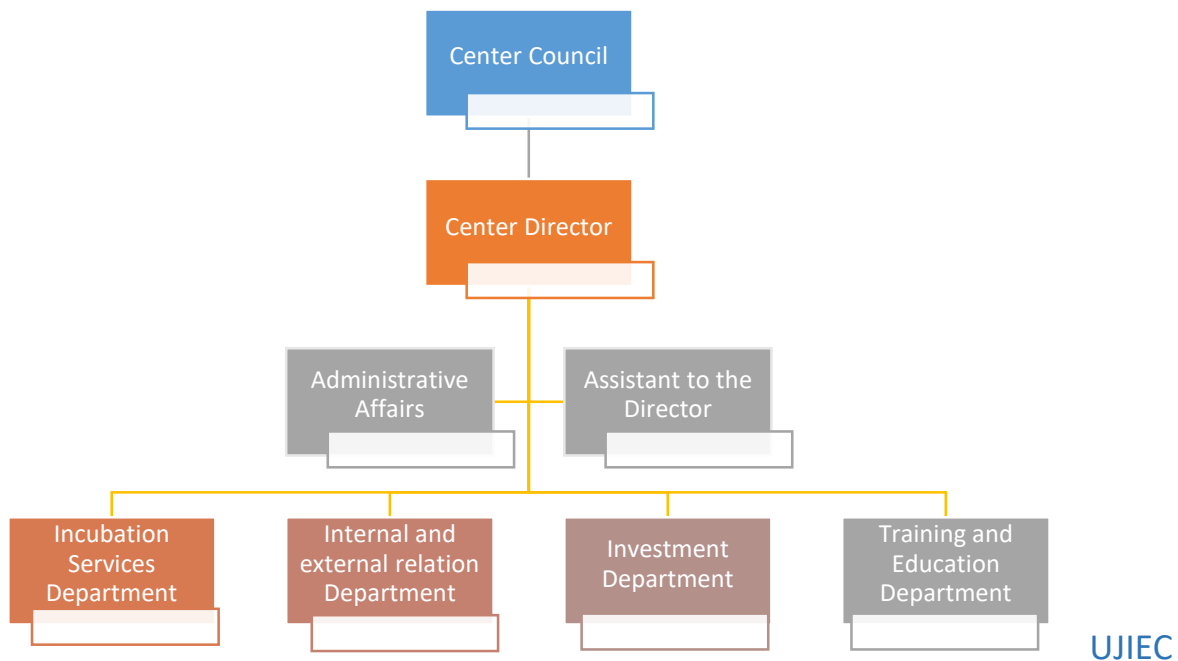 Center Council
Center Director
Administrative
Affairs
Assistant to the
Director
Incubation
Services
Department
Internal and
external relation
Department
Investment
Department
Training and
Education
Department
UJIEC